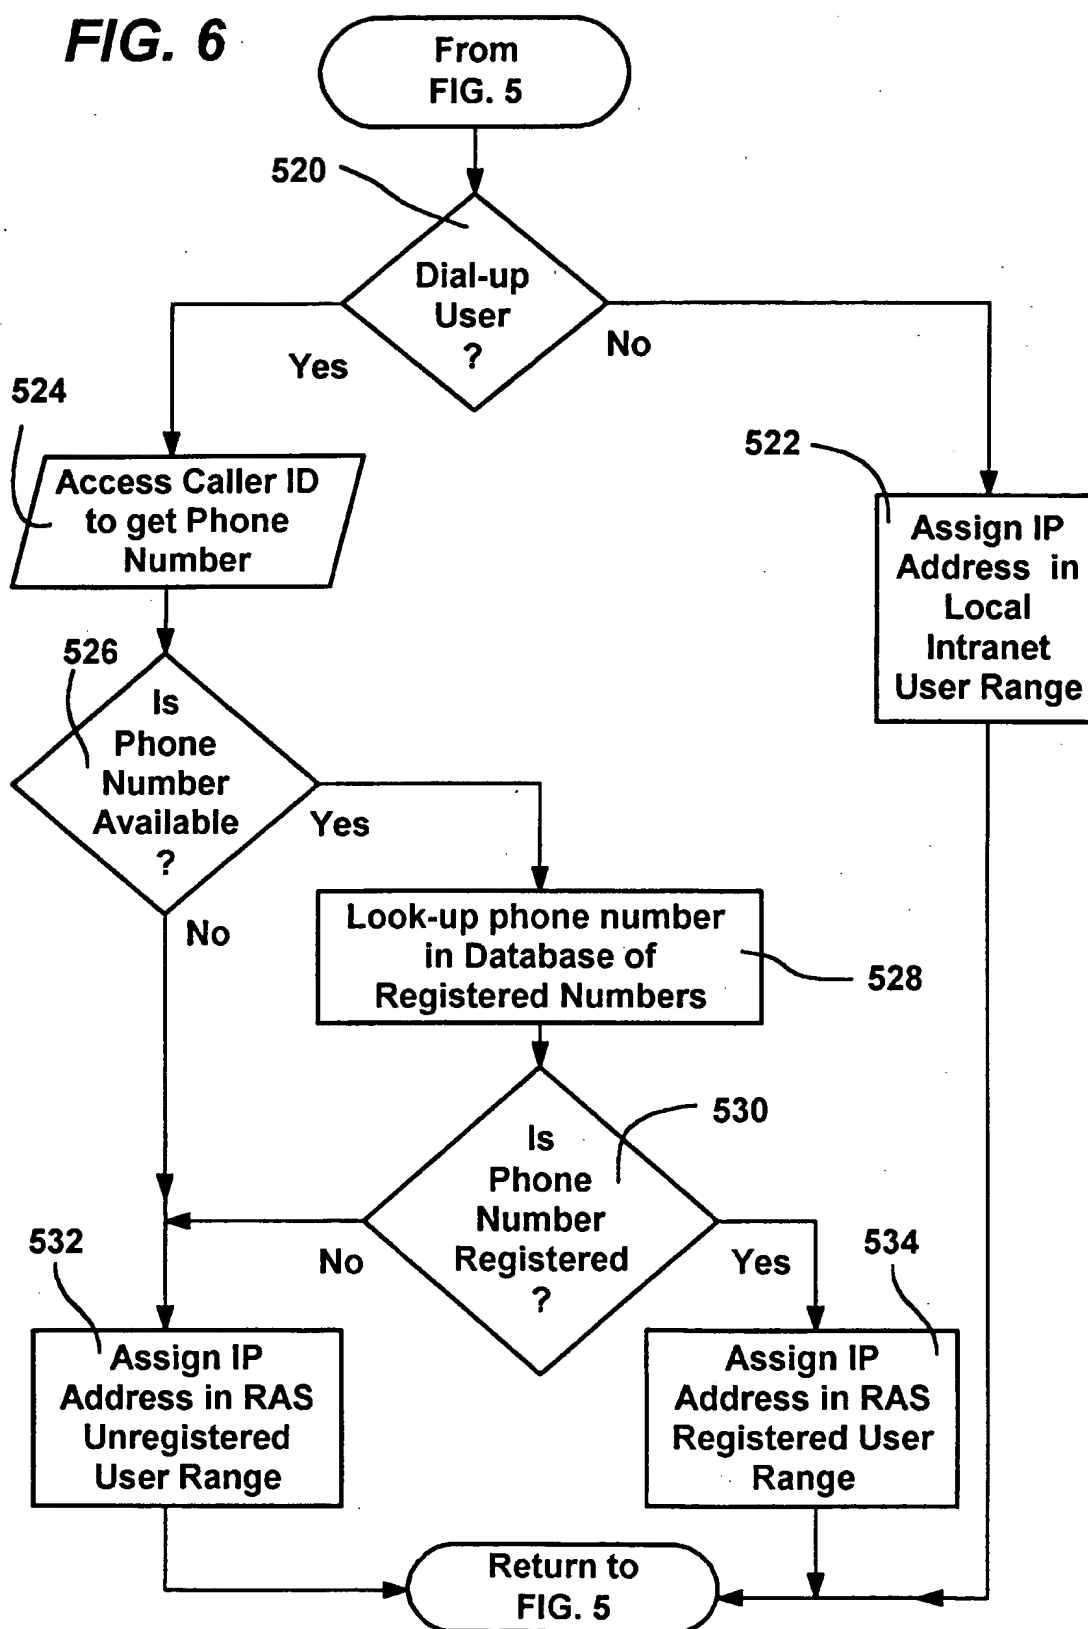 FIG. 6
From
FIG. 5
520
Dial-up
User
?
Yes
No
524
Access Caller ID
to get Phone
Number
522
Assign IP
Address in
Local
Intranet
User Range
526
Is
Phone
Number
Available
?
Yes
No
Look-up phone number
in Database of
Registered Numbers
528
530
Is
Phone
Number
Registered
?
No
Yes
532
Assign IP
Address in RAS
Unregistered
User Range
534
Assign IP
Address in RAS
Registered User
Range
Return to
FIG. 5